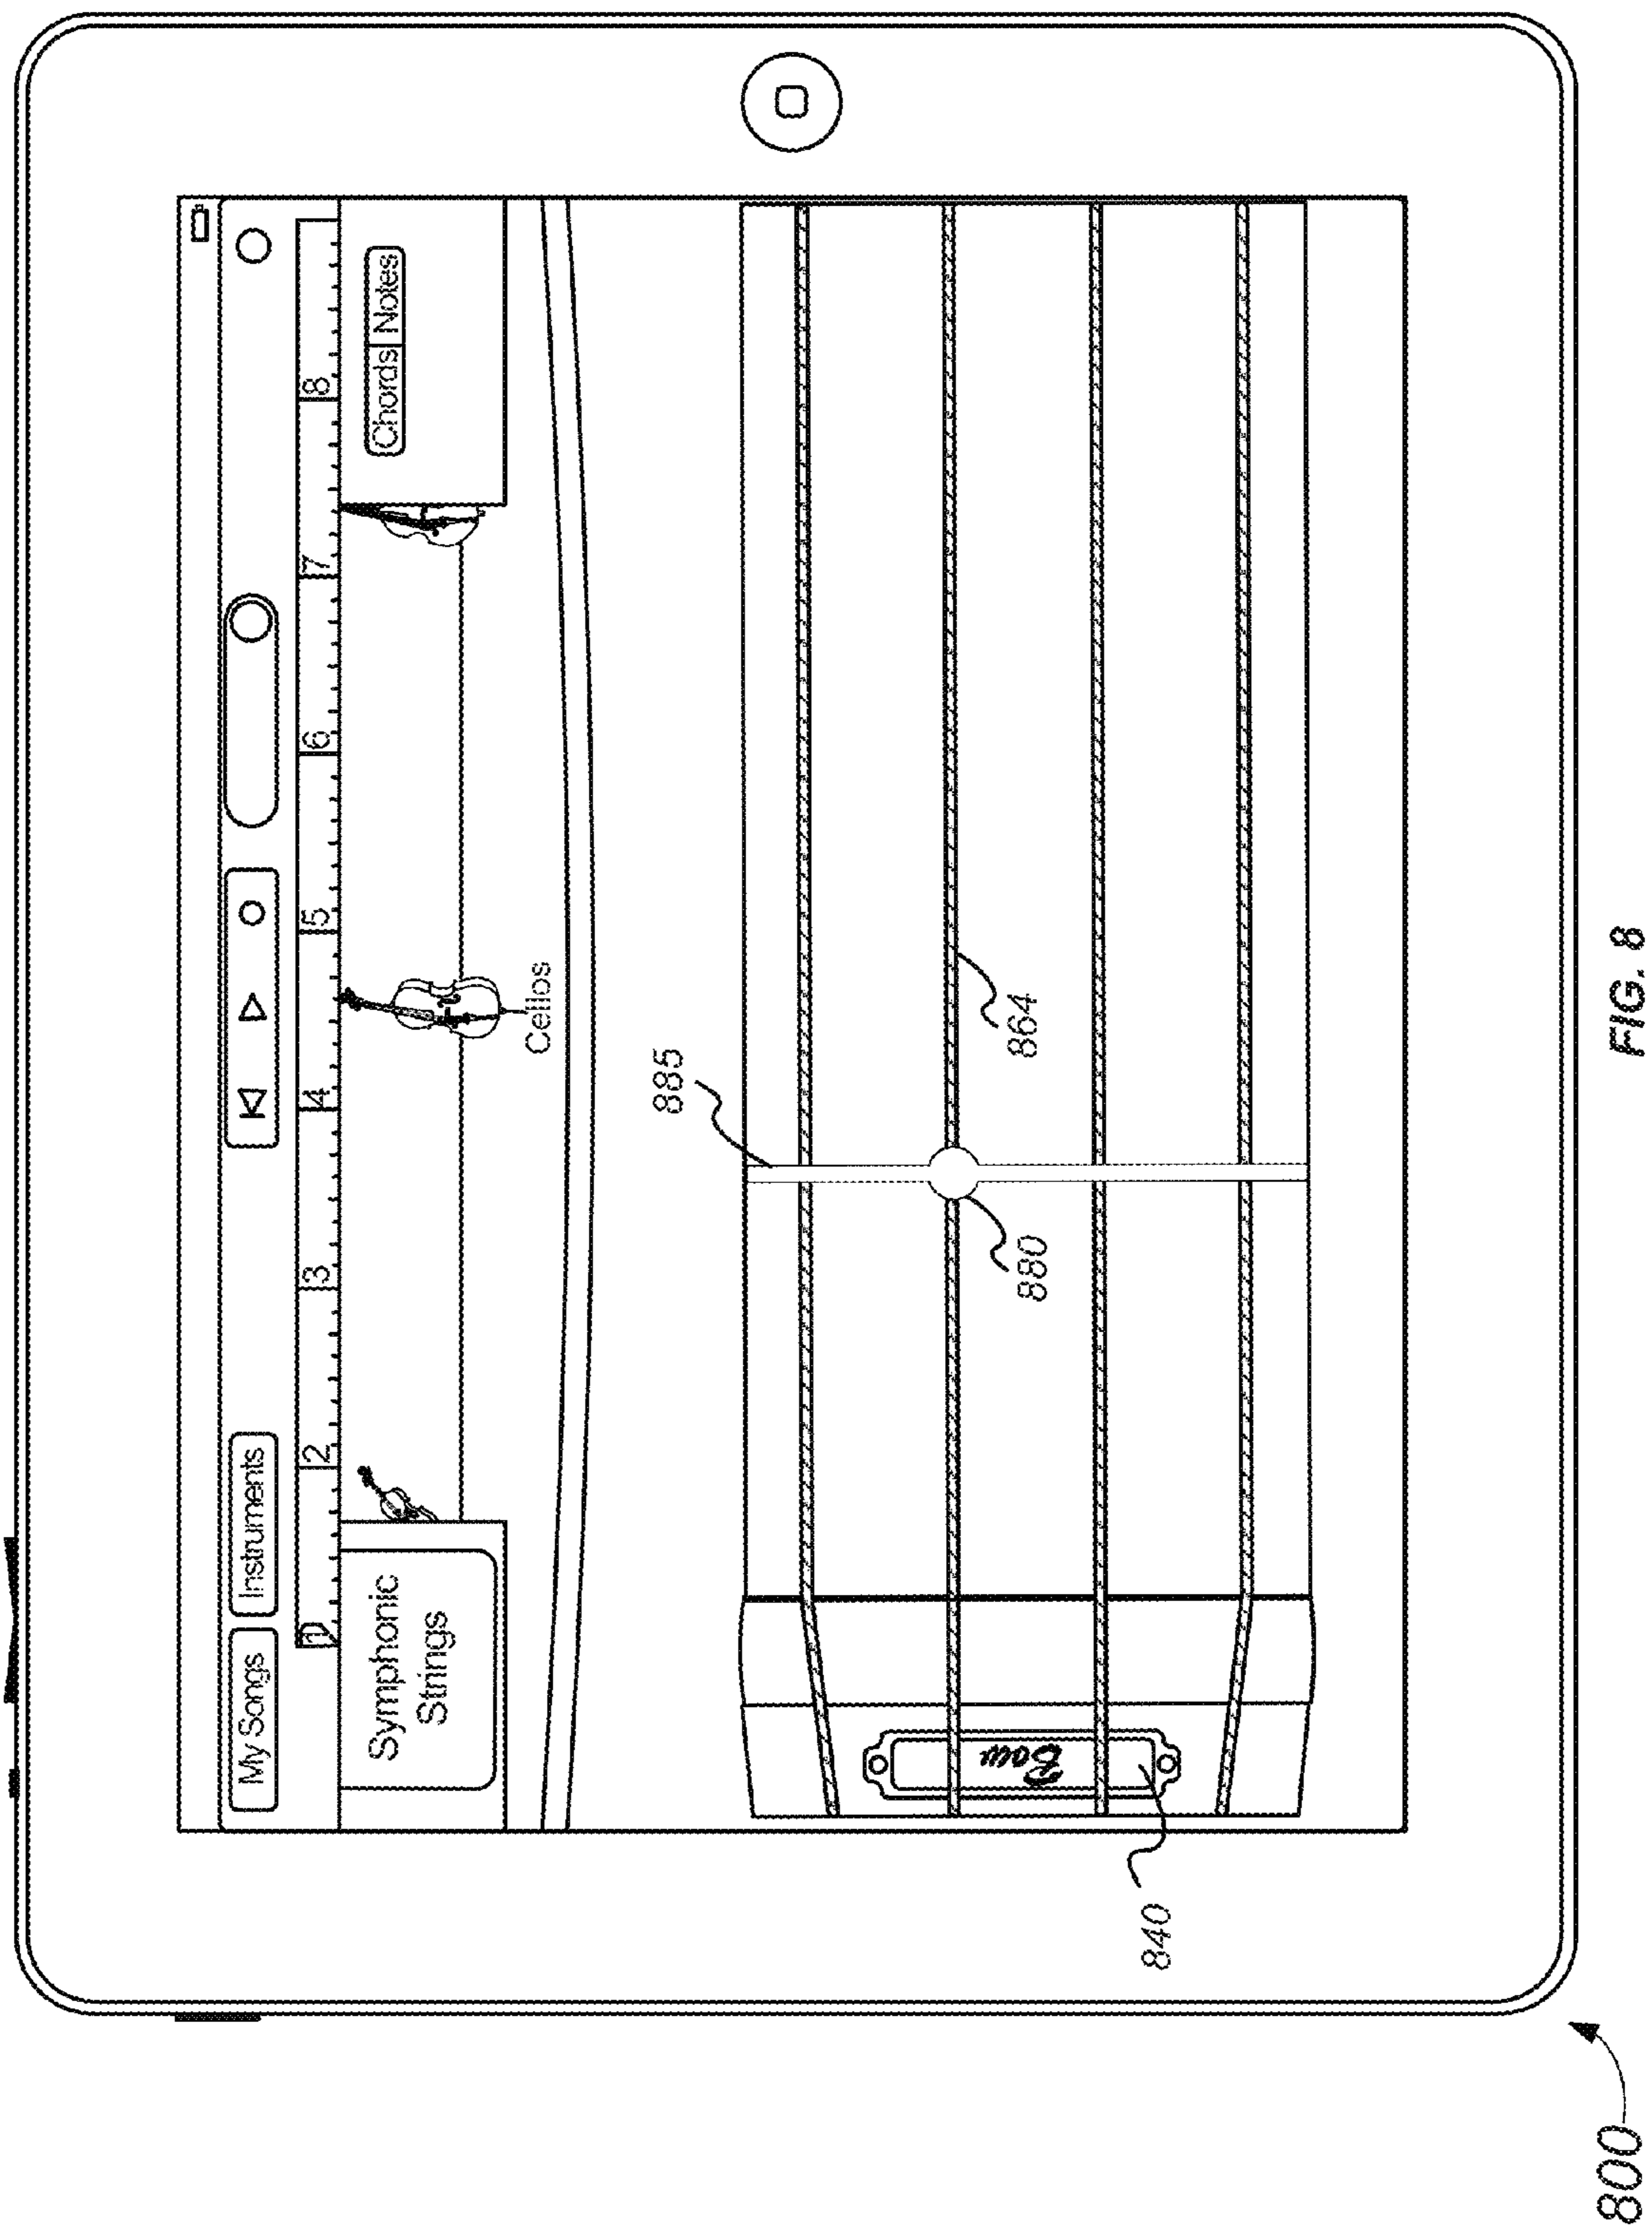 My Songs
Instruments
1 2 3 4 5 6 7 8
Symphonic
Strings
Cellos
Chords Notes
885
864
880
Bow
840
800
FIG. 8